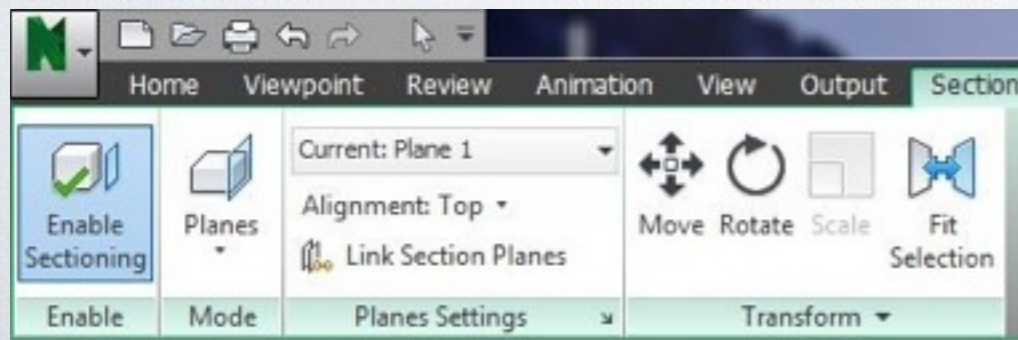 N
Home Viewpoint Review Animation View Output Section
Current: Plane 1
Alignment: Top
Link Section Planes
Enable
Sectioning
Planes
Move Rotate Scale Fit
Selection
Enable Mode Planes Settings Transform